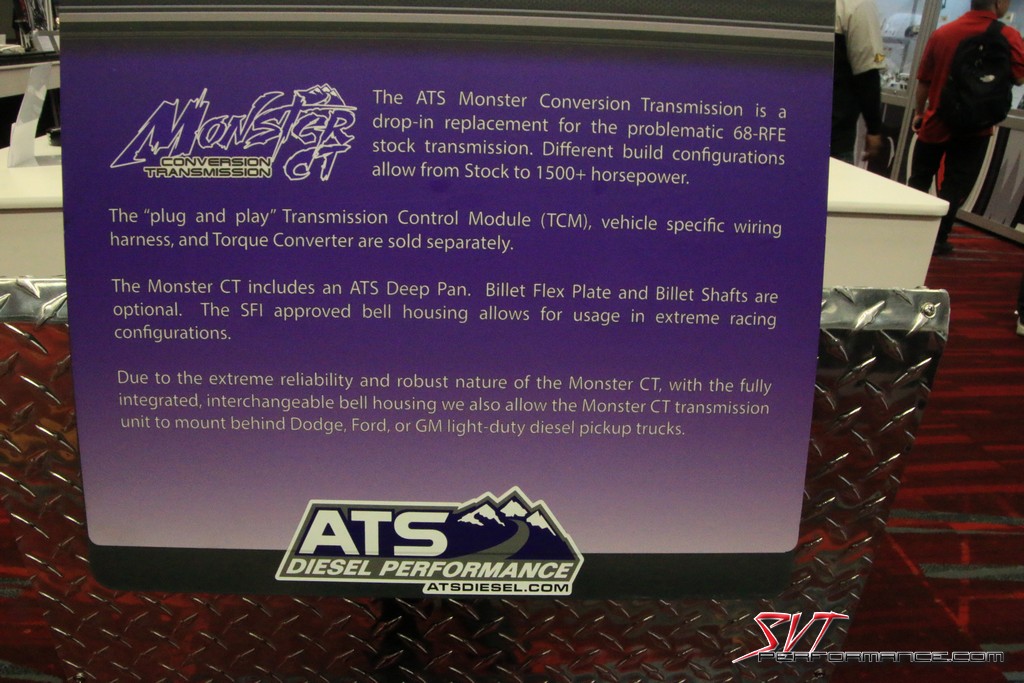 MONSTER
CT
CONVERSION
TRANSMISSION
The ATS Monster Conversion Transmission is a
drop-in replacement for the problematic 68-RFE
stock transmission. Different build configurations
allow from Stock to 1500+ horsepower.
The “plug and play” Transmission Control Module (TCM), vehicle specific wiring
harness, and Torque Converter are sold separately.
The Monster CT includes an ATS Deep Pan. Billet Flex Plate and Billet Shafts are
optional. The SFI approved bell housing allows for usage in extreme racing
configurations.
Due to the extreme reliability and robust nature of the Monster CT, with the fully
integrated, interchangeable bell housing we also allow the Monster CT transmission
unit to mount behind Dodge, Ford, or GM light-duty diesel pickup trucks.
ATS
DIESEL PERFORMANCE
ATSDIESEL.COM
SVT
PERFORMANCE.COM